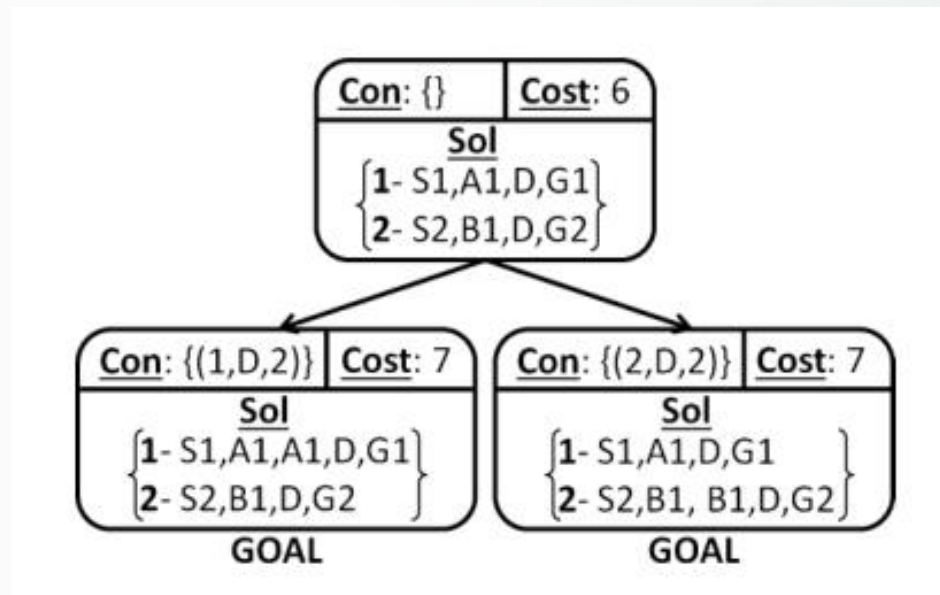 Con: {} Cost: 6
Sol
1- S1,A1,D,G1
2- S2,B1,D,G2
Con: {(1,D,2)} Cost: 7
Sol
1- S1,A1,A1,D,G1
2- S2,B1,D,G2
GOAL
Con: {(2,D,2)} Cost: 7
Sol
1- S1,A1,D,G1
2- S2,B1, B1,D,G2
GOAL